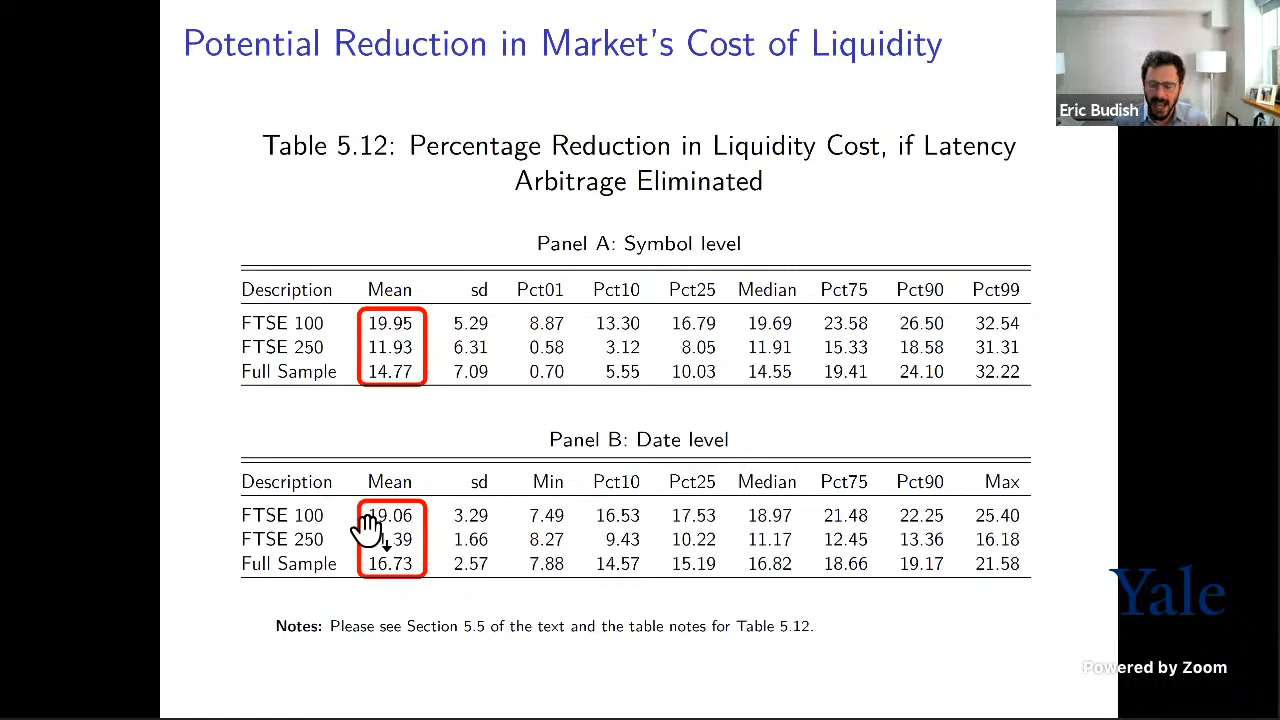 Potential Reduction in Market's Cost of Liquidity
Eric Budish
Table 5.12: Percentage Reduction in Liquidity Cost, if Latency
Arbitrage Eliminated
Panel A: Symbol level
Description Mean sd Pct01 Pct10 Pct25 Median Pct75 Pct90 Pct99
FTSE 100 19.95 5.29 8.87 13.30 16.79 19.69 23.58 26.50 32.54
FTSE 250 11.93 6.31 0.58 3.12 8.05 11.91 15.33 18.58 31.31
Full Sample 14.77 7.09 0.70 5.55 10.03 14.55 19.41 24.10 32.22
Panel B: Date level
Description Mean sd Min Pct10 Pct25 Median Pct75 Pct90 Max
FTSE 100 19.06 3.29 7.49 16.53 17.53 18.97 21.48 22.25 25.40
FTSE 250 .39 1.66 8.27 9.43 10.22 11.17 12.45 13.36 16.18
Full Sample 16.73 2.57 7.88 14.57 15.19 16.82 18.66 19.17 21.58
Notes: Please see Section 5.5 of the text and the table notes for Table 5.12.
Yale
Powered by Zoom